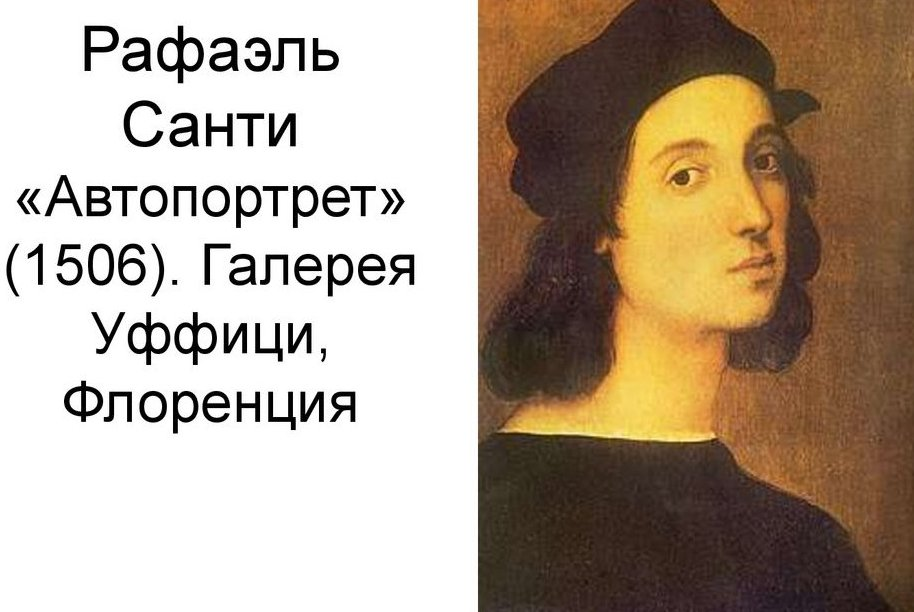 Рафаэль
Санти
«Автопортрет»
(1506). Галерея
Уффици,
Флоренция